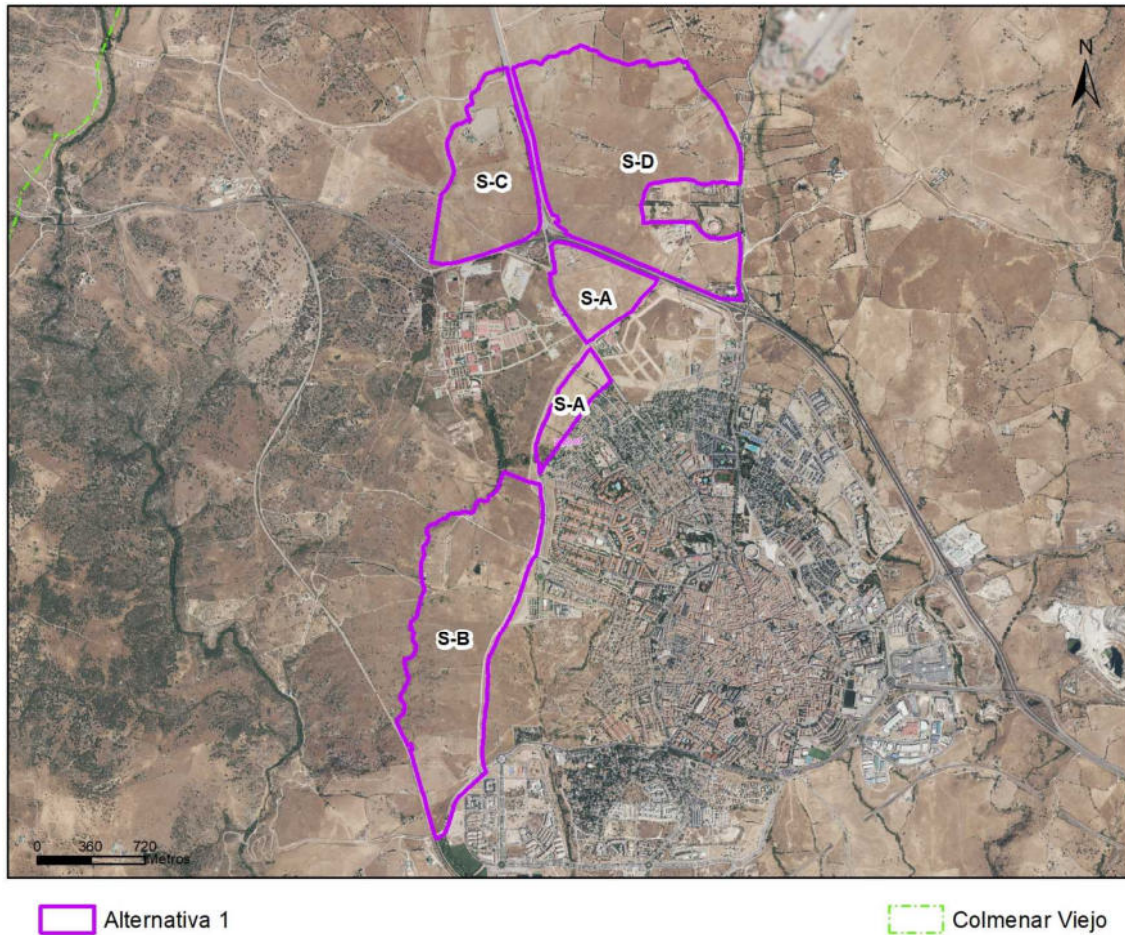 N
S-D
S-C
S-A
S-A
S-B
0 360 720
Metros
Alternativa 1
Colmenar Viejo